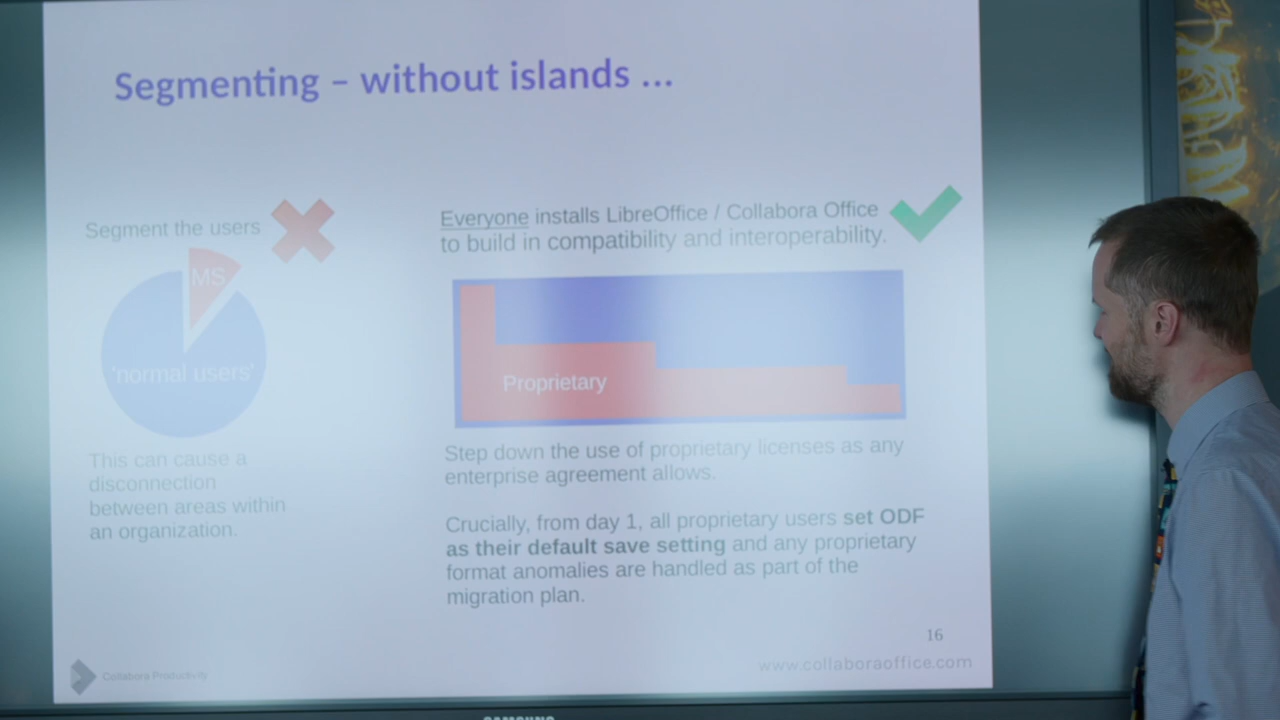 Segmenting – without islands ...
Segment the users
MS
'normal users'
This can cause a
disconnection
between areas within
an organization.
Everyone installs LibreOffice / Collabora Office
to build in compatibility and interoperability.
Proprietary
Step down the use of proprietary licenses as any
enterprise agreement allows.
Crucially, from day 1, all proprietary users set ODF
as their default save setting and any proprietary
format anomalies are handled as part of the
migration plan.
16
Collabora Productivity
www.collaboraoffice.com
SAMSUNG